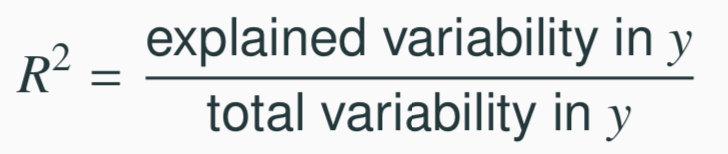 R² = explained variability in y
total variability in y